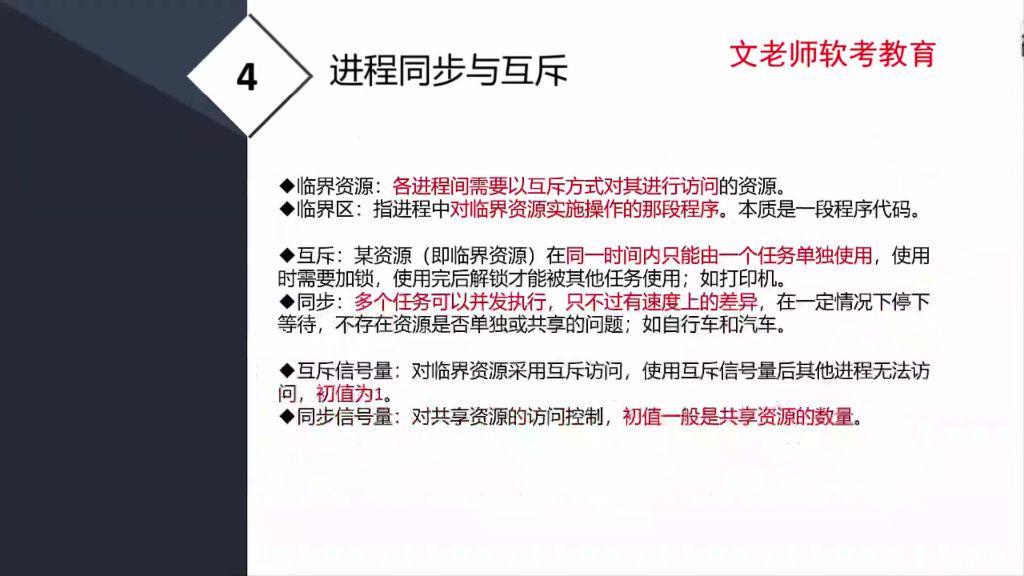 4
进程同步与互斥
文老师软考教育
◆临界资源：各进程间需要以互斥方式对其进行访问的资源。
◆临界区：指进程中对临界资源实施操作的那段程序。本质是一段程序代码。
◆互斥：某资源（即临界资源）在同一时间内只能由一个任务单独使用，使用
时需要加锁，使用完后解锁才能被其他任务使用；如打印机。
◆同步：多个任务可以并发执行，只不过有速度上的差异，在一定情况下停下
等待，不存在资源是否单独或共享的问题；如自行车和汽车。
◆互斥信号量：对临界资源采用互斥访问，使用互斥信号量后其他进程无法访
问，初值为1。
◆同步信号量：对共享资源的访问控制，初值一般是共享资源的数量。